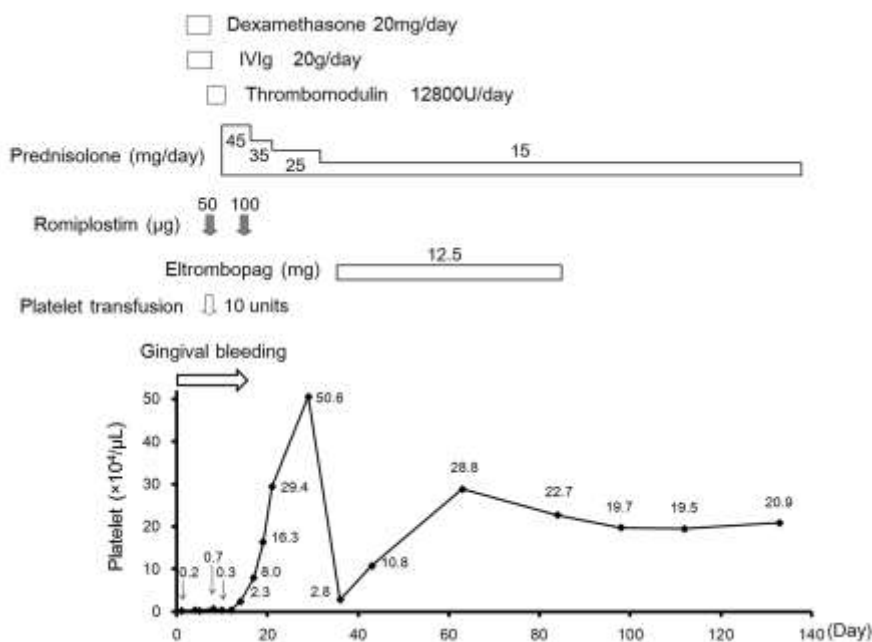 Dexamethasone 20mg/day
IVIg 20g/day
Thrombomodulin 12800U/day
Prednisolone (mg/day)
45
35
25
15
50 100
Romiplostim (μg)
Eltrombopag (mg)
12.5
Platelet transfusion 10 units
Gingival bleeding
Platelet (×10⁴/μL)
50
40
30
20
10
0
0.2
0.7
0.3
2.3
8.0
16.3
29.4
50.6
2.8
10.8
28.8
22.7
19.7
19.5
20.9
0 20 40 60 80 100 120 140 (Day)